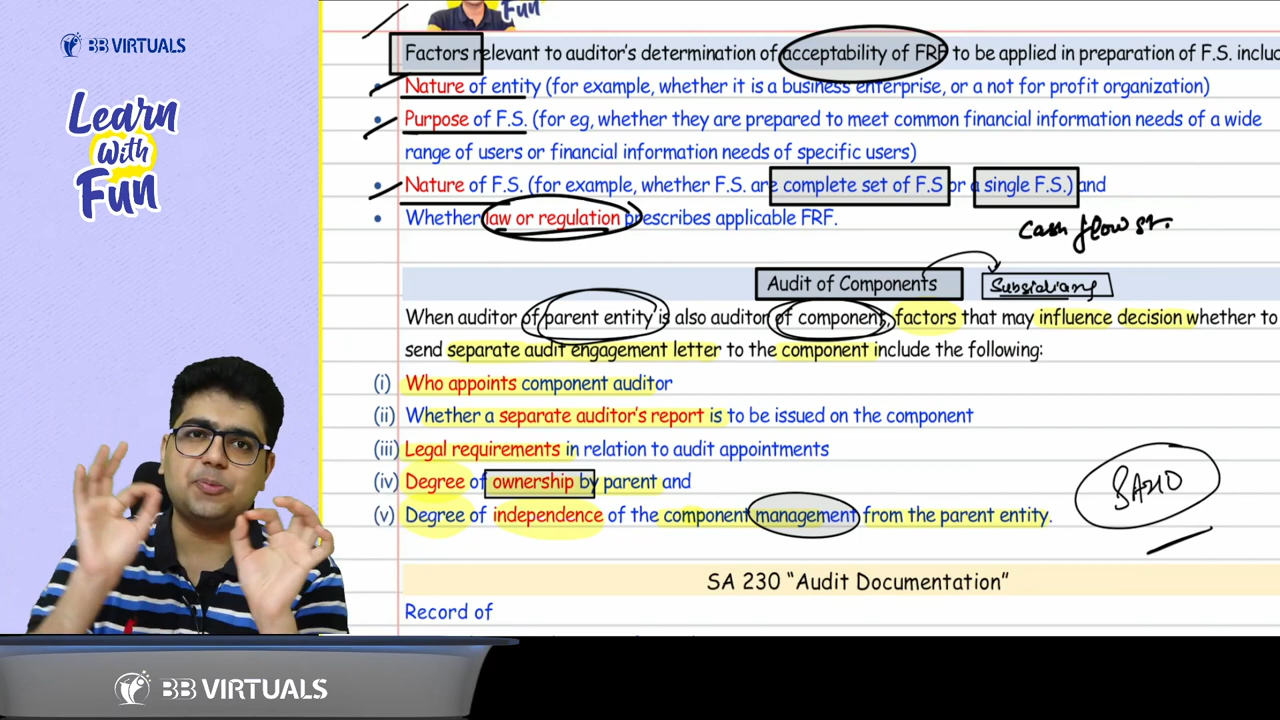 BB VIRTUALS
Learn
With
Fun
Fun
Factors relevant to auditor's determination of acceptability of FRF to be applied in preparation of F.S. inclu
• Nature of entity (for example, whether it is a business enterprise, or a not for profit organization)
• Purpose of F.S. (for eg, whether they are prepared to meet common financial information needs of a wide
range of users or financial information needs of specific users)
• Nature of F.S. (for example, whether F.S. are complete set of F.S or a single F.S.) and
• Whether law or regulation prescribes applicable FRF.
Cash flow st.
Audit of Components
Subsidiary
When auditor of parent entity is also auditor of component, factors that may influence decision whether to
send separate audit engagement letter to the component include the following:
(i) Who appoints component auditor
(ii) Whether a separate auditor's report is to be issued on the component
(iii) Legal requirements in relation to audit appointments
(iv) Degree of ownership by parent and
(v) Degree of independence of the component management from the parent entity.
SA 230 "Audit Documentation"
Record of
BB VIRTUALS